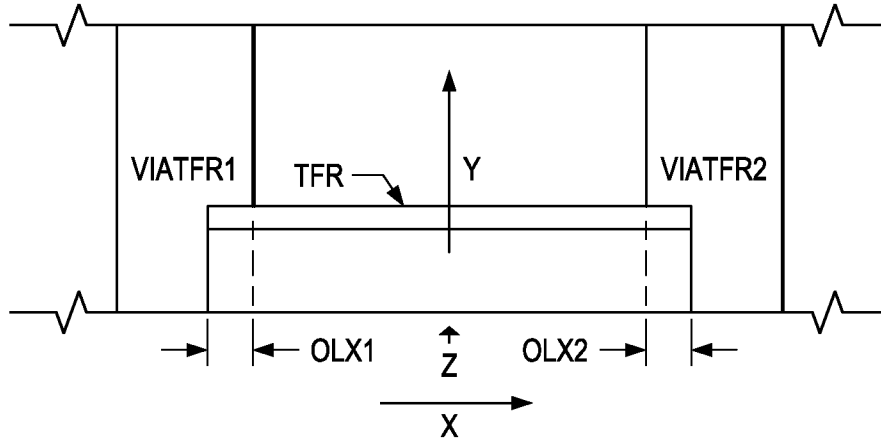 VIATFR1
TFR
Y
VIATFR2
OLX1
Z
OLX2
X